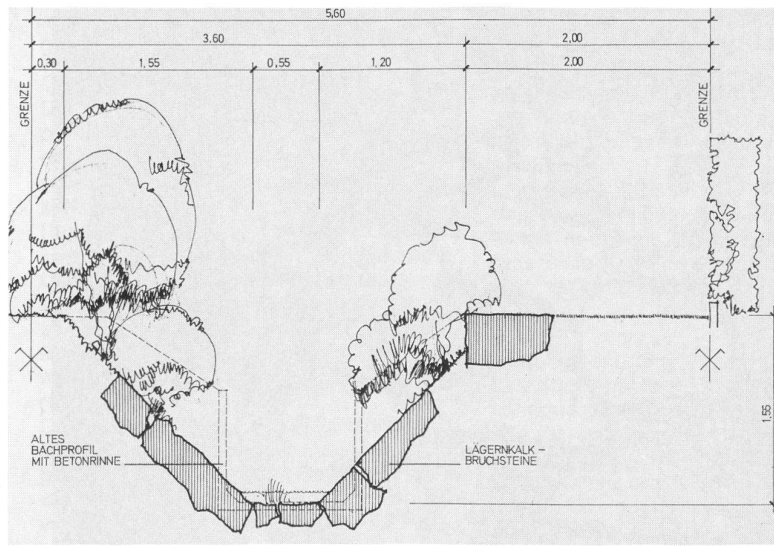 5,60
3.60
2,00
0,30
1,55
0,55
1,20
2,00
GRENZE
GRENZE
ALTES
BACHPROFIL
MIT BETONRINNE
LÄGERNKALK -
BRUCHSTEINE
1,55